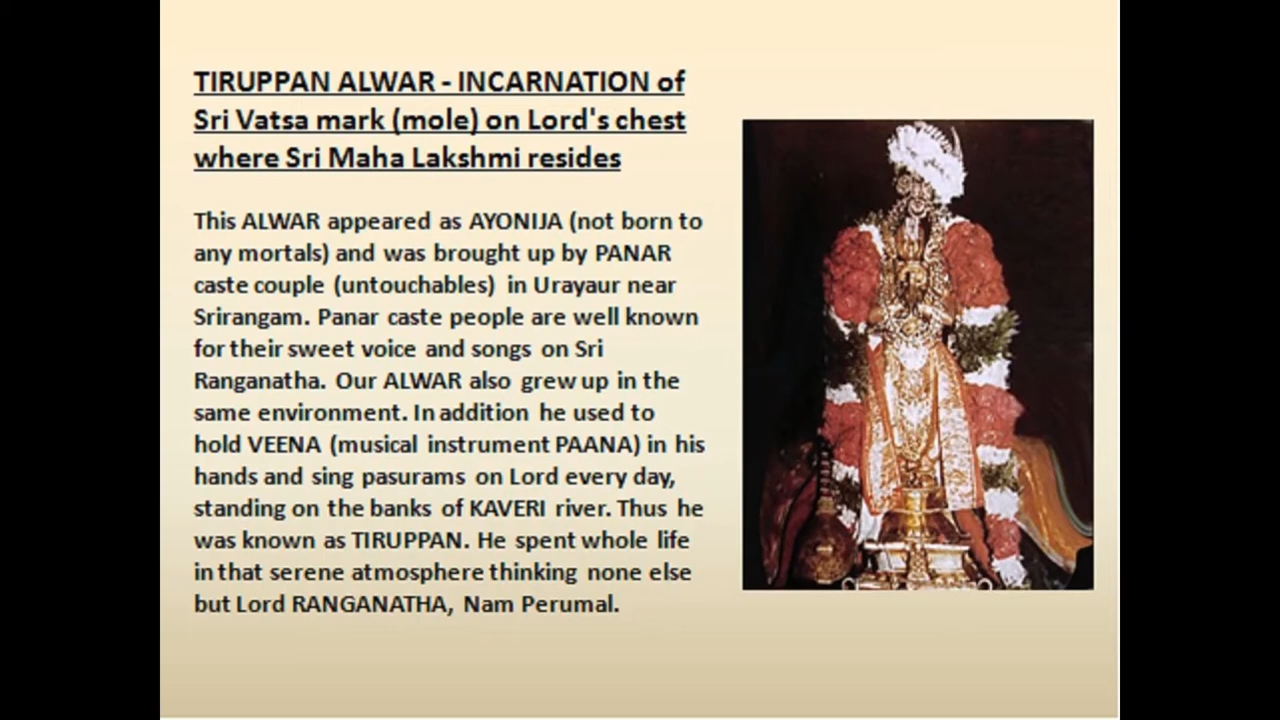 TIRUPPAN ALWAR - INCARNATION of
Sri Vatsa mark (mole) on Lord's chest
where Sri Maha Lakshmi resides
This ALWAR appeared as AYONIJA (not born to
any mortals) and was brought up by PANAR
caste couple (untouchables) in Urayaur near
Srirangam. Panar caste people are well known
for their sweet voice and songs on Sri
Ranganatha. Our ALWAR also grew up in the
same environment. In addition he used to
hold VEENA (musical instrument PAANA) in his
hands and sing pasurams on Lord every day,
standing on the banks of KAVERI river. Thus he
was known as TIRUPPAN. He spent whole life
in that serene atmosphere thinking none else
but Lord RANGANATHA, Nam Perumal.